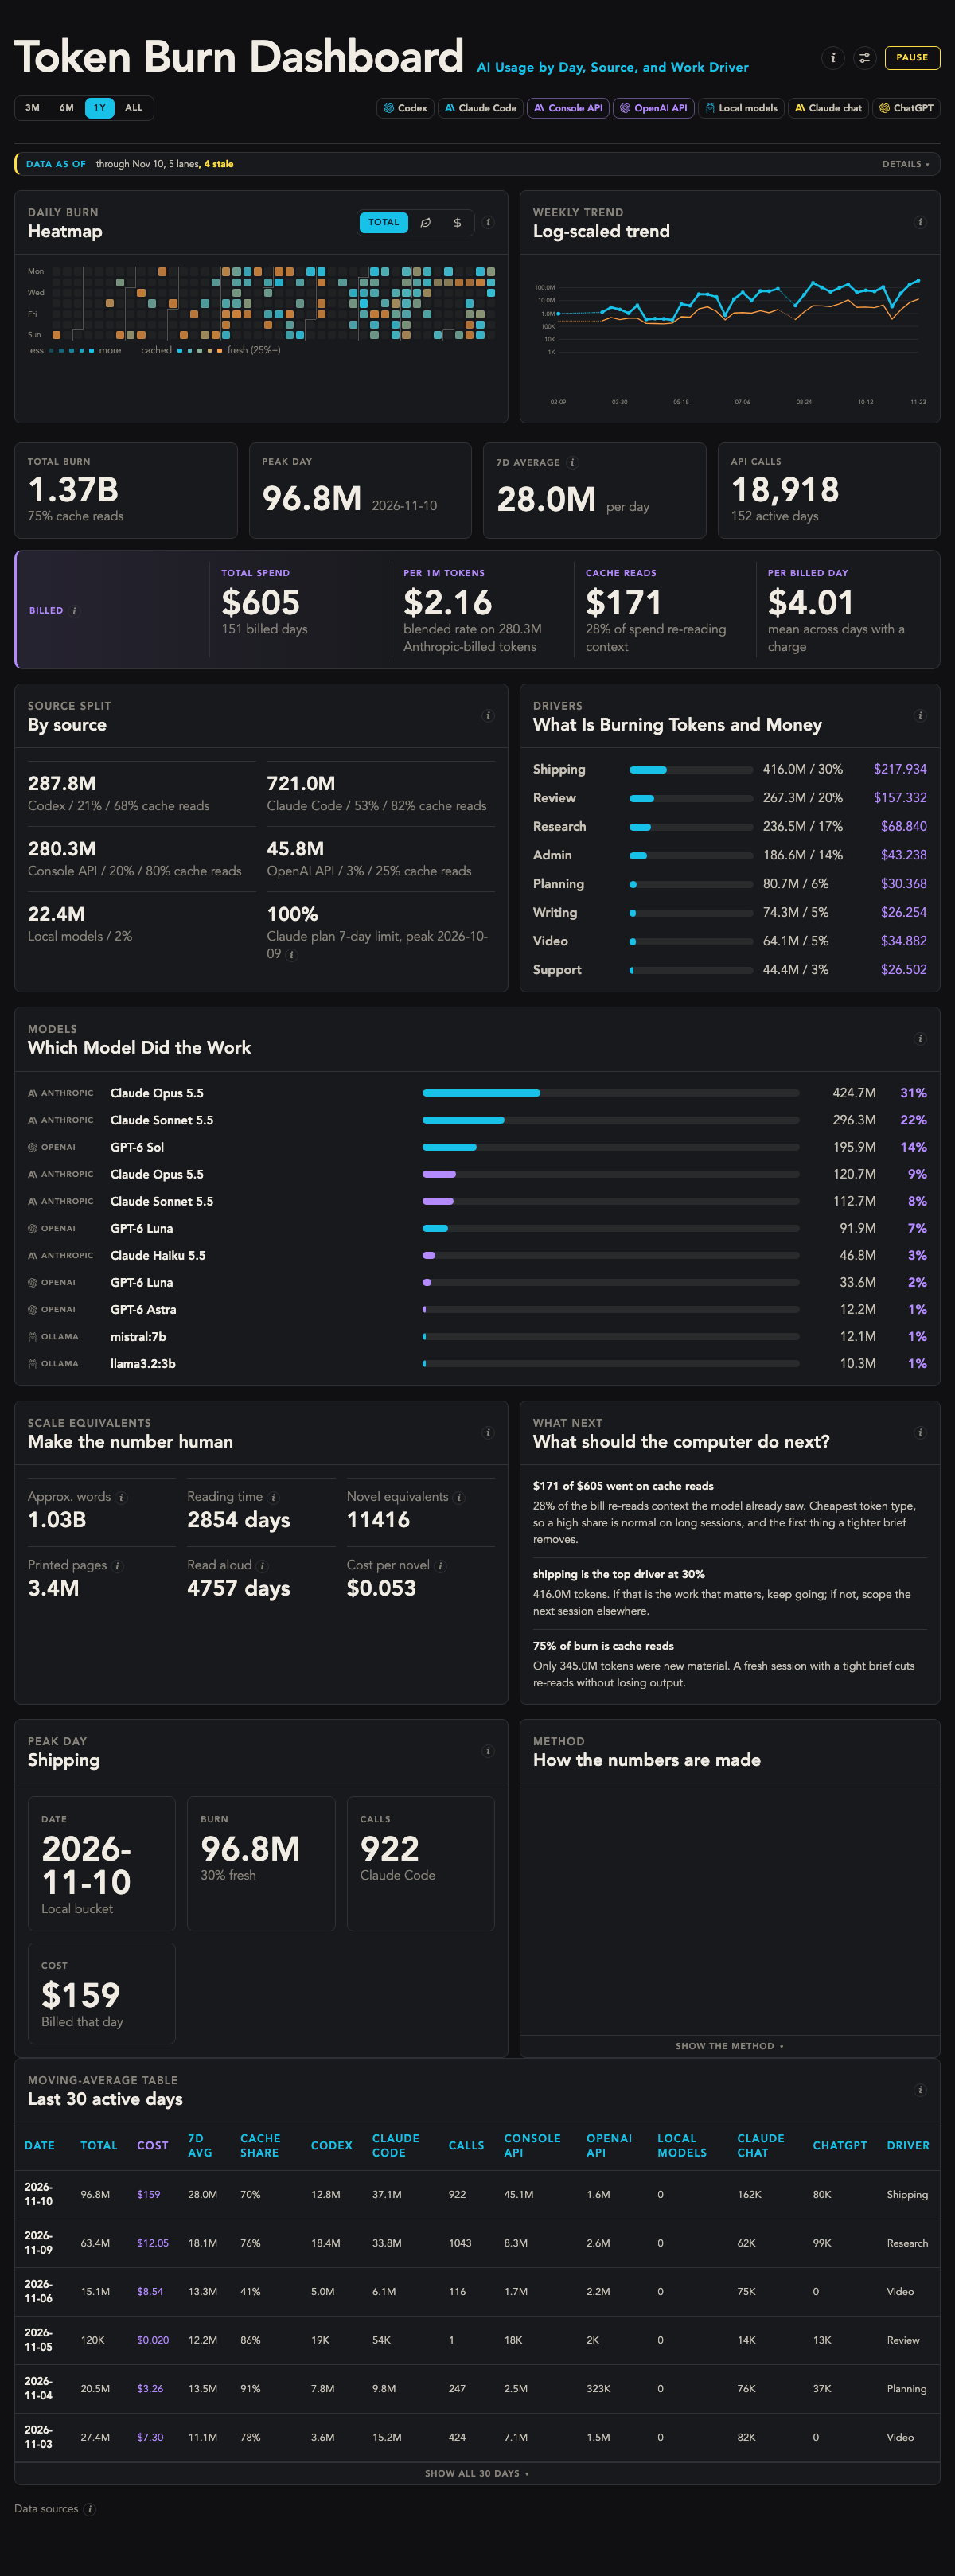 Token Burn Dashboard AI Usage by Day, Source, and Work Driver
i PAUSE
3M 6M 1Y ALL
Codex Claude Code Console API OpenAI API Local models Claude chat ChatGPT
DATA AS OF through Nov 10, 5 lanes, 4 stale DETAILS ▾
DAILY BURN
Heatmap
TOTAL $ i
Mon
Wed
Fri
Sun
less more cached fresh (25%+)
WEEKLY TREND
Log-scaled trend
i
100.0M
10.0M
1.0M
100K
10K
1K
02-09 03-30 05-18 07-06 08-24 10-12 11-23
TOTAL BURN
1.37B
75% cache reads
PEAK DAY
96.8M 2026-11-10
7D AVERAGE i
28.0M per day
API CALLS
18,918
152 active days
BILLED i
TOTAL SPEND
$605
151 billed days
PER 1M TOKENS
$2.16
blended rate on 280.3M
Anthropic-billed tokens
CACHE READS
$171
28% of spend re-reading
context
PER BILLED DAY
$4.01
mean across days with a
charge
SOURCE SPLIT
By source
i
287.8M
Codex / 21% / 68% cache reads
721.0M
Claude Code / 53% / 82% cache reads
280.3M
Console API / 20% / 80% cache reads
45.8M
OpenAI API / 3% / 25% cache reads
22.4M
Local models / 2%
100%
Claude plan 7-day limit, peak 2026-10-
09 i
DRIVERS
What Is Burning Tokens and Money
i
Shipping 416.0M / 30% $217.934
Review 267.3M / 20% $157.332
Research 236.5M / 17% $68.840
Admin 186.6M / 14% $43.238
Planning 80.7M / 6% $30.368
Writing 74.3M / 5% $26.254
Video 64.1M / 5% $34.882
Support 44.4M / 3% $26.502
MODELS
Which Model Did the Work
i
ANTHROPIC Claude Opus 5.5 424.7M 31%
ANTHROPIC Claude Sonnet 5.5 296.3M 22%
OPENAI GPT-6 Sol 195.9M 14%
ANTHROPIC Claude Opus 5.5 120.7M 9%
ANTHROPIC Claude Sonnet 5.5 112.7M 8%
OPENAI GPT-6 Luna 91.9M 7%
ANTHROPIC Claude Haiku 5.5 46.8M 3%
OPENAI GPT-6 Luna 33.6M 2%
OPENAI GPT-6 Astra 12.2M 1%
OLLAMA mistral:7b 12.1M 1%
OLLAMA llama3.2:3b 10.3M 1%
SCALE EQUIVALENTS
Make the number human
i
Approx. words i
1.03B
Reading time i
2854 days
Novel equivalents i
11416
Printed pages i
3.4M
Read aloud i
4757 days
Cost per novel i
$0.053
WHAT NEXT
What should the computer do next?
i
$171 of $605 went on cache reads
28% of the bill re-reads context the model already saw. Cheapest token type,
so a high share is normal on long sessions, and the first thing a tighter brief
removes.
shipping is the top driver at 30%
416.0M tokens. If that is the work that matters, keep going; if not, scope the
next session elsewhere.
75% of burn is cache reads
Only 345.0M tokens were new material. A fresh session with a tight brief cuts
re-reads without losing output.
PEAK DAY
Shipping
i
DATE
2026-
11-10
Local bucket
BURN
96.8M
30% fresh
CALLS
922
Claude Code
COST
$159
Billed that day
METHOD
How the numbers are made
SHOW THE METHOD ▾
MOVING-AVERAGE TABLE
Last 30 active days
i
DATE TOTAL COST 7D AVG CACHE SHARE CODEX CLAUDE CODE CALLS CONSOLE API OPENAI API LOCAL MODELS CLAUDE CHAT CHATGPT DRIVER
2026-11-10 96.8M $159 28.0M 70% 12.8M 37.1M 922 45.1M 1.6M 0 162K 80K Shipping
2026-11-09 63.4M $12.05 18.1M 76% 18.4M 33.8M 1043 8.3M 2.6M 0 62K 99K Research
2026-11-06 15.1M $8.54 13.3M 41% 5.0M 6.1M 116 1.7M 2.2M 0 75K 0 Video
2026-11-05 120K $0.020 12.2M 86% 19K 54K 1 18K 2K 0 14K 13K Review
2026-11-04 20.5M $3.26 13.5M 91% 7.8M 9.8M 247 2.5M 323K 0 76K 37K Planning
2026-11-03 27.4M $7.30 11.1M 78% 3.6M 15.2M 424 7.1M 1.5M 0 82K 0 Video
SHOW ALL 30 DAYS ▾
Data sources i